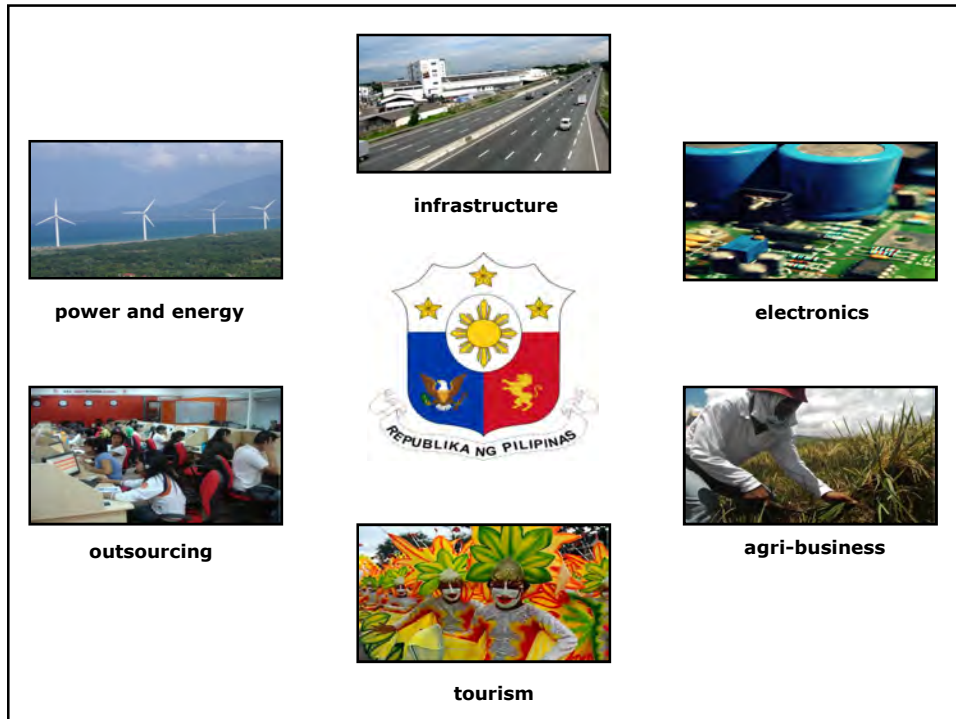 infrastructure
power and energy
electronics
REPUBLIKA NG PILIPINAS
outsourcing
agri-business
tourism